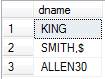 dname
1 KING
2 SMITH,$
3 ALLEN30